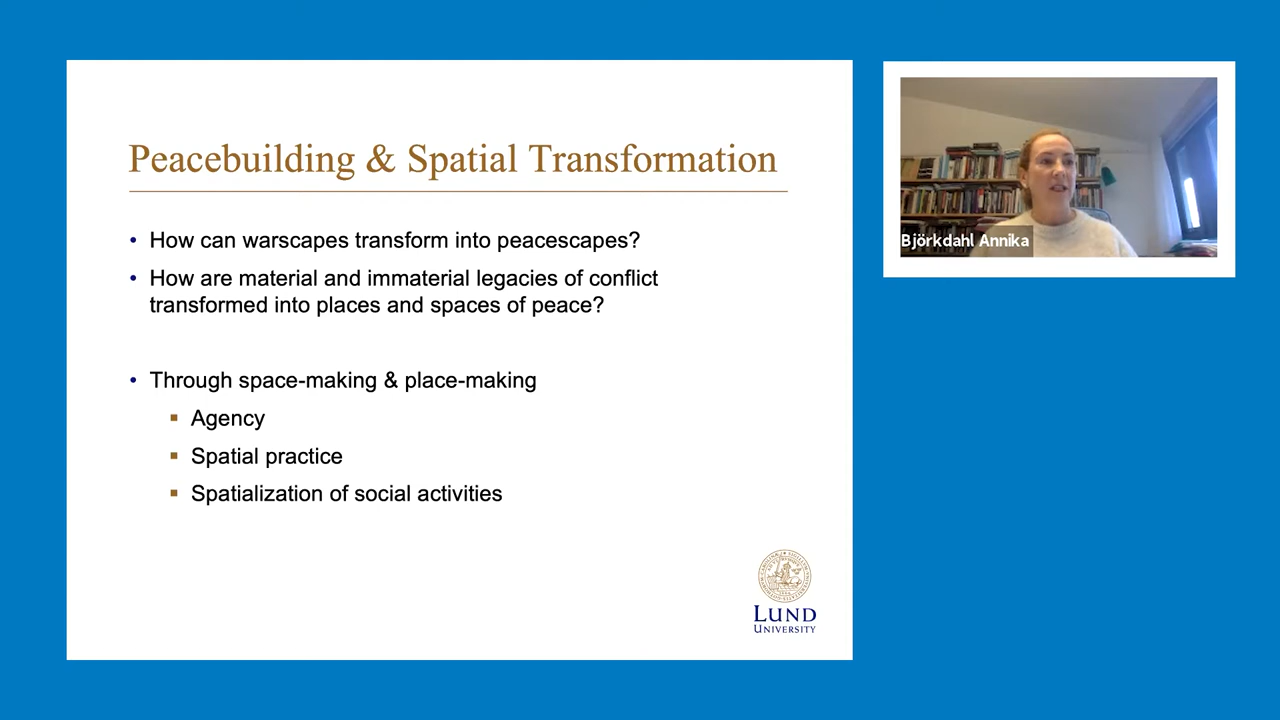 Peacebuilding & Spatial Transformation
• How can warscapes transform into peacescapes?
• How are material and immaterial legacies of conflict
transformed into places and spaces of peace?
• Through space-making & place-making
▪ Agency
▪ Spatial practice
▪ Spatialization of social activities
LUND
UNIVERSITY
Björkdahl Annika